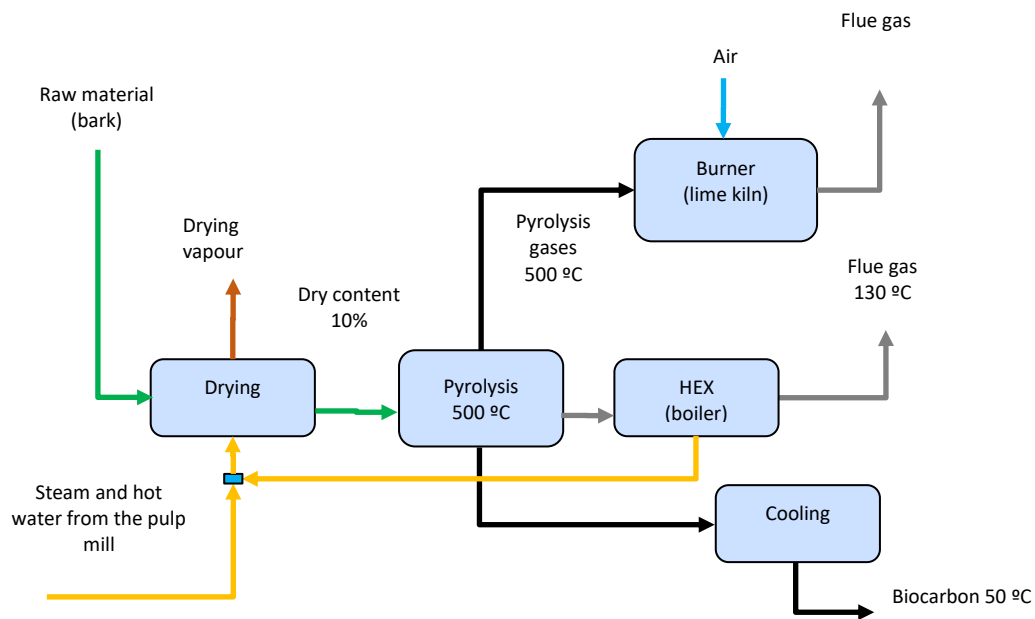 Flue gas
Air
Raw material
(bark)
Burner
(lime kiln)
Drying
vapour
Pyrolysis
gases
500 ºC
Flue gas
130 ºC
Dry content
10%
Drying
Pyrolysis
500 ºC
HEX
(boiler)
Steam and hot
water from the pulp
mill
Cooling
Biocarbon 50 ºC